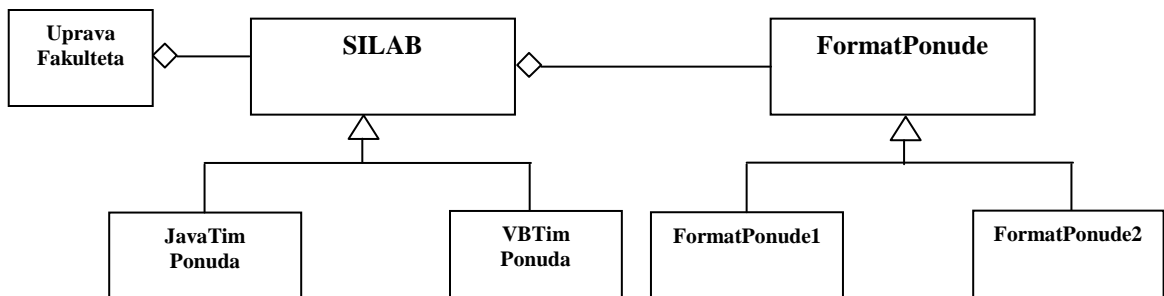 Uprava
Fakulteta
SILAB
FormatPonude
JavaTim
Ponuda
VBTim
Ponuda
FormatPonude1
FormatPonude2